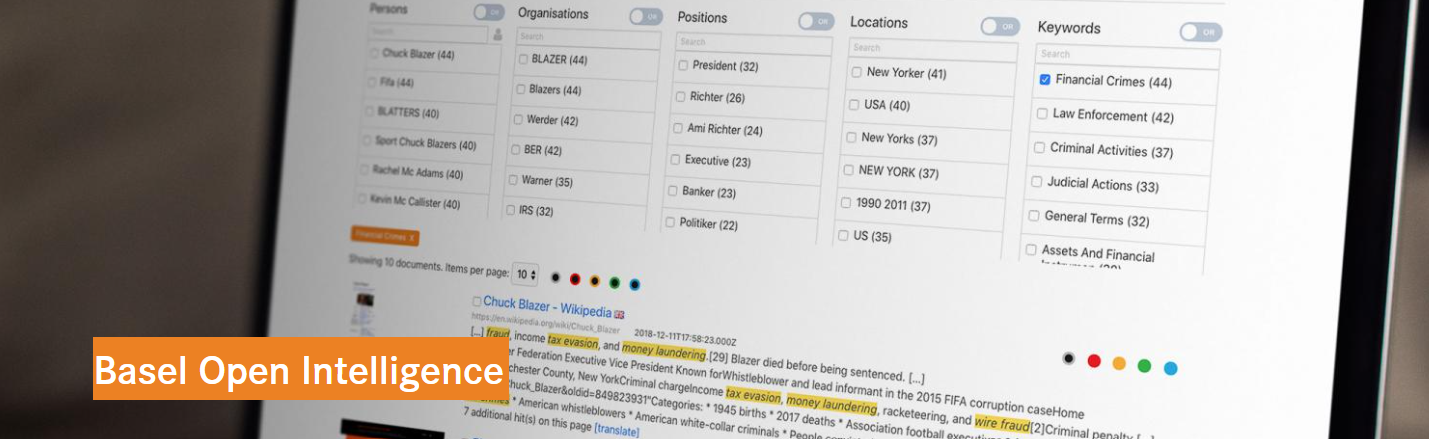 Persons OR
Search
Chuck Blazer (44)
Fifa (44)
BLATTERS (40)
Sport Chuck Blazers (40)
Rachel Mc Adams (40)
Kevin Mc Callister (40)
Organisations OR
Search
BLAZER (44)
Blazers (44)
Werder (42)
BER (42)
Warner (35)
IRS (32)
Positions OR
Search
President (32)
Richter (26)
Ami Richter (24)
Executive (23)
Banker (23)
Politiker (22)
Locations OR
Search
New Yorker (41)
USA (40)
New Yorks (37)
NEW YORK (37)
1990 2011 (37)
US (35)
Keywords OR
Search
Financial Crimes (44)
Law Enforcement (42)
Criminal Activities (37)
Judicial Actions (33)
General Terms (32)
Assets And Financial
Financial Crimes X
Showing 10 documents. Items per page: 10
Chuck Blazer - Wikipedia
https://en.wikipedia.org/wiki/Chuck_Blazer 2018-12-11T17:58:23.000Z
[...] fraud, income tax evasion, and money laundering.[29] Blazer died before being sentenced. [...]
Federation Executive Vice President Known forWhistleblower and lead informant in the 2015 FIFA corruption caseHome
chester County, New YorkCriminal chargeIncome tax evasion, money laundering, racketeering, and wire fraud[2]Criminal penalty [...]
Chuck_Blazer&oldid=849823931"Categories: * 1945 births * 2017 deaths * Association football
* American whistleblowers * American white-collar criminals * People
7 additional hit(s) on this page [translate]
Basel Open Intelligence